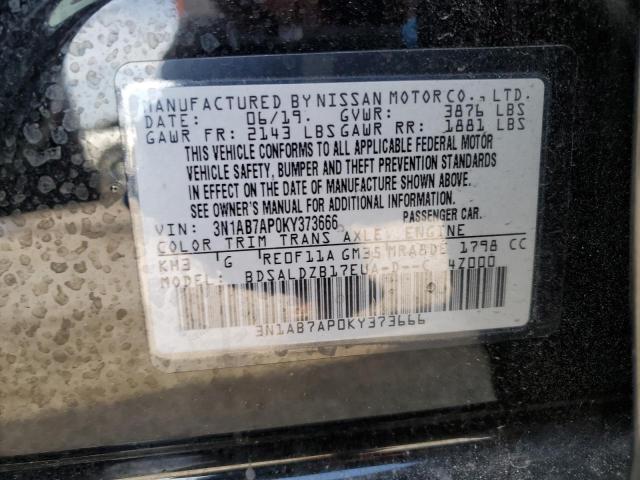 MANUFACTURED BY NISSAN MOTOR CO., LTD.
DATE: 06/19. GVWR: 3876 LBS
GAWR FR: 2143 LBS GAWR RR: 1881 LBS
THIS VEHICLE CONFORMS TO ALL APPLICABLE FEDERAL MOTOR
VEHICLE SAFETY, BUMPER AND THEFT PREVENTION STANDARDS
IN EFFECT ON THE DATE OF MANUFACTURE SHOWN ABOVE.
SEE OWNER'S MANUAL FOR ADDITIONAL INFORMATION.
VIN: 3N1AB7AP0KY373666 PASSENGER CAR.
COLOR TRIM TRANS AXLE ENGINE
KH3 G RE0F11A GM35 MRA8DE 1798 CC
MODEL: BDSALDZB17EUA-D--C 4Z000
3N1AB7AP0KY373666